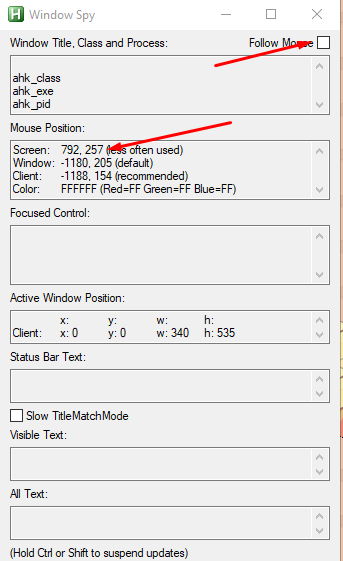 Window Spy
Window Title, Class and Process:
Follow Mouse
ahk_class
ahk_exe
ahk_pid
Mouse Position:
Screen: 792, 257 (less often used)
Window: -1180, 205 (default)
Client: -1188, 154 (recommended)
Color: FFFFFF (Red=FF Green=FF Blue=FF)
Focused Control:
Active Window Position:
x: y: w: h:
Client: x: 0 y: 0 w: 340 h: 535
Status Bar Text:
Slow TitleMatchMode
Visible Text:
All Text:
(Hold Ctrl or Shift to suspend updates)